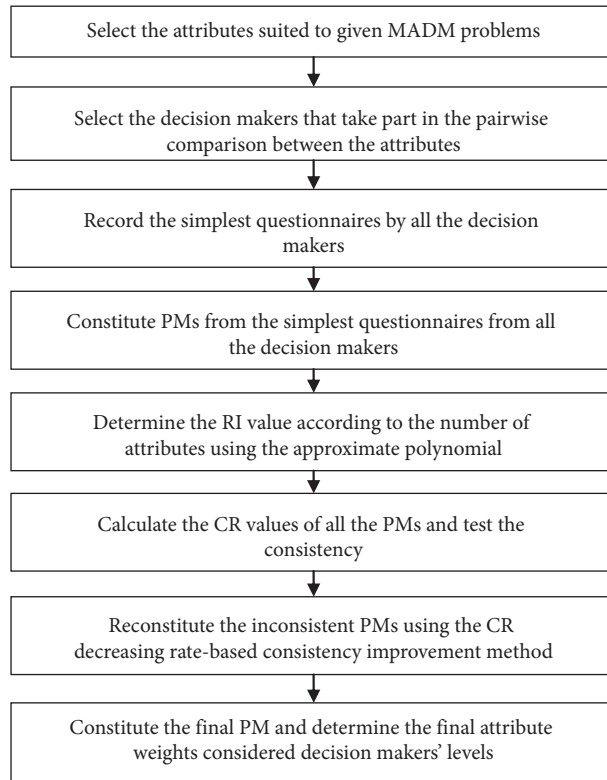 Select the attributes suited to given MADM problems
Select the decision makers that take part in the pairwise
comparison between the attributes
Record the simplest questionnaires by all the decision
makers
Constitute PMs from the simplest questionnaires from all
the decision makers
Determine the RI value according to the number of
attributes using the approximate polynomial
Calculate the CR values of all the PMs and test the
consistency
Reconstitute the inconsistent PMs using the CR
decreasing rate-based consistency improvement method
Constitute the final PM and determine the final attribute
weights considered decision makers’ levels